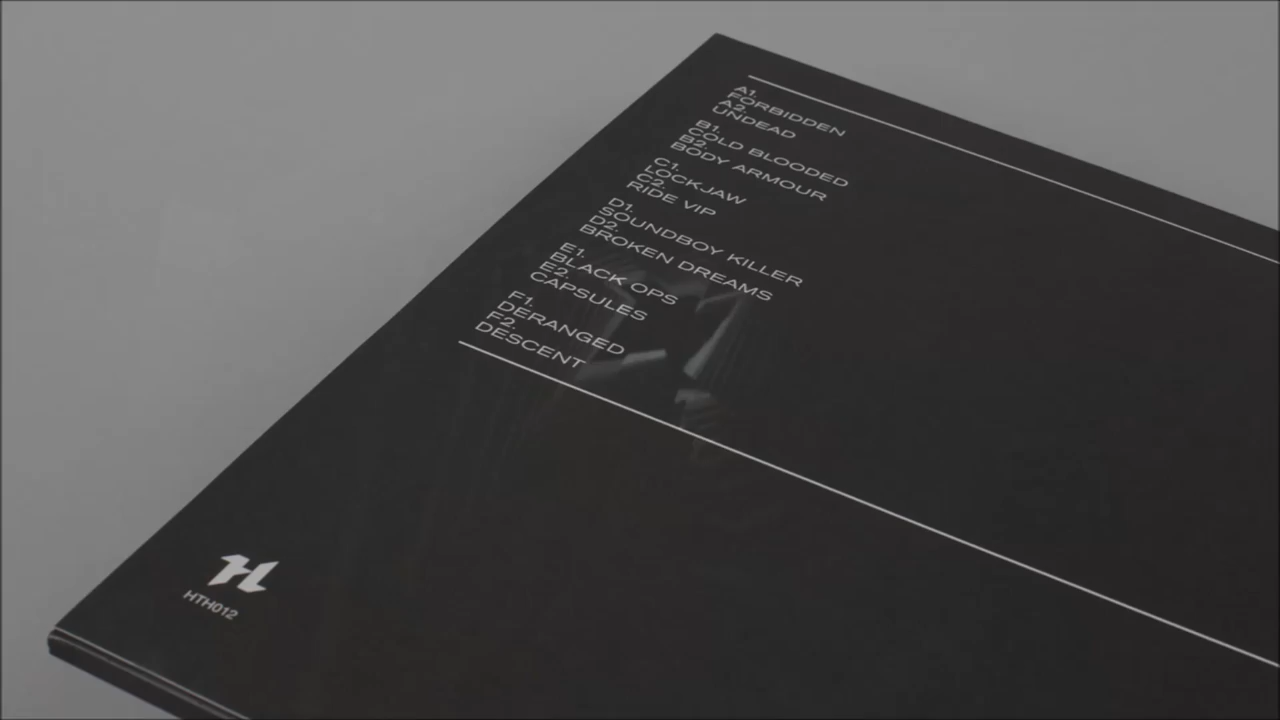 A1.
FORBIDDEN
A2.
UNDEAD
B1.
COLD BLOODED
B2.
BODY ARMOUR
C1.
LOCKJAW
C2.
RIDE VIP
D1.
SOUNDBOY KILLER
D2.
BROKEN DREAMS
E1.
BLACK OPS
E2.
CAPSULES
F1.
DERANGED
F2.
DESCENT
H
HTH012